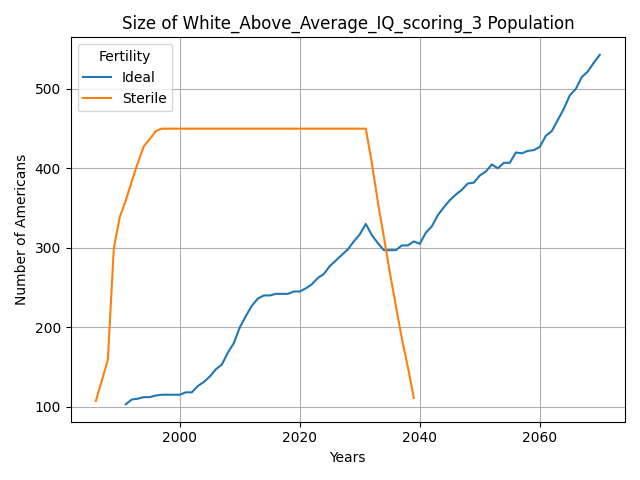 Size of White_Above_Average_IQ_scoring_3 Population
Fertility
Ideal
Sterile
Number of Americans
500
400
300
200
100
2000
2020
2040
2060
Years